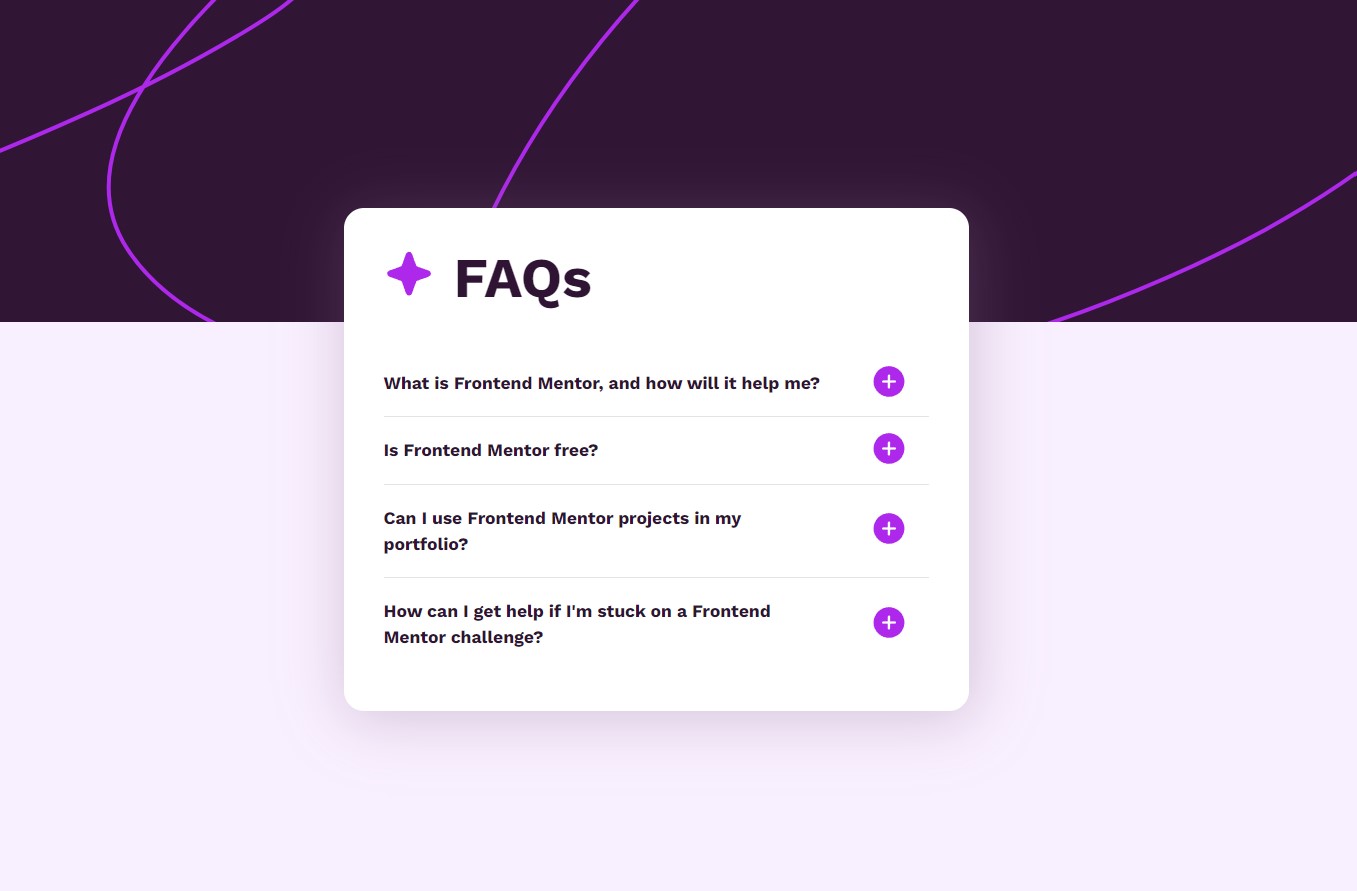 FAQs
What is Frontend Mentor, and how will it help me?
Is Frontend Mentor free?
Can I use Frontend Mentor projects in my
portfolio?
How can I get help if I'm stuck on a Frontend
Mentor challenge?